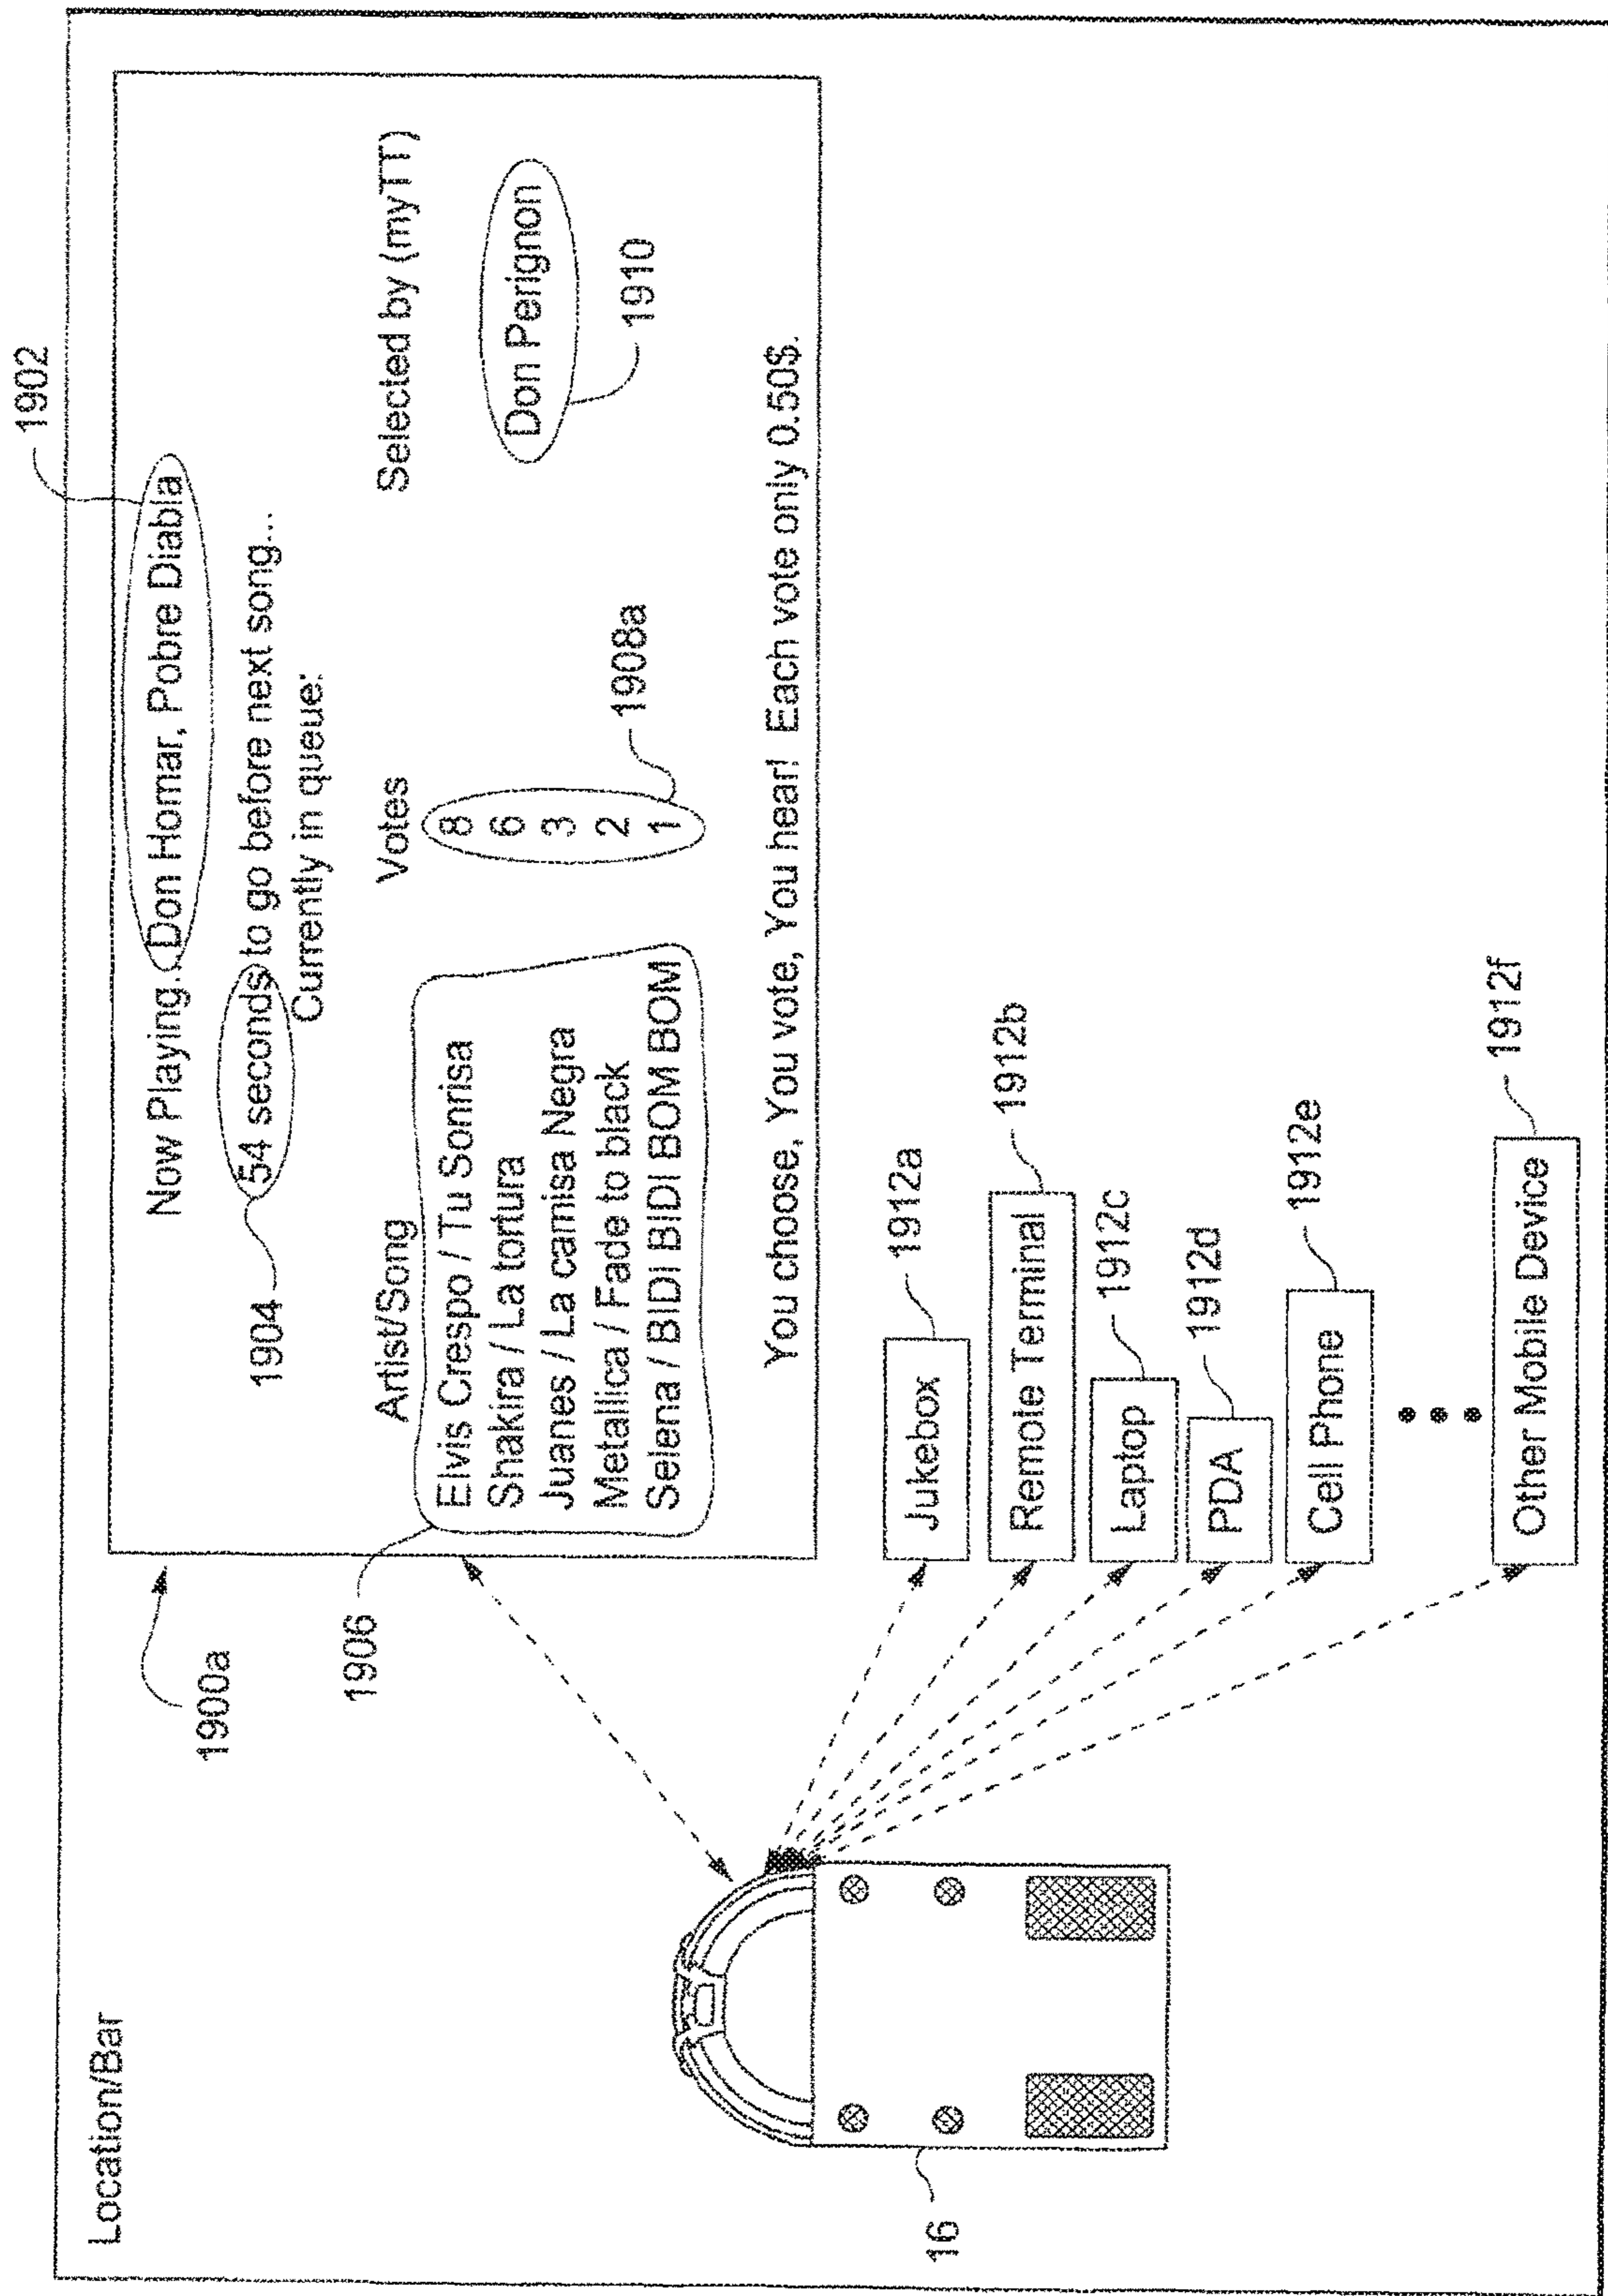 Location/Bar
1900a
1902
Now Playing...Don Homar, Pobre Diabla
1904
54 seconds to go before next song...
Currently in queue:
1906
Artist/Song Votes Selected by (myTT)
Elvis Crespo / Tu Sonrisa 8
Shakira / La tortura 6 Don Perignon
Juanes / La camisa Negra 3
Metallica / Fade to black 2
Selena / BIDI BIDI BOM BOM 1
1908a
1910
You choose, You vote, You hear! Each vote only 0.50$.
16
Jukebox 1912a
Remote Terminal 1912b
Laptop 1912c
PDA 1912d
Cell Phone 1912e
Other Mobile Device 1912f